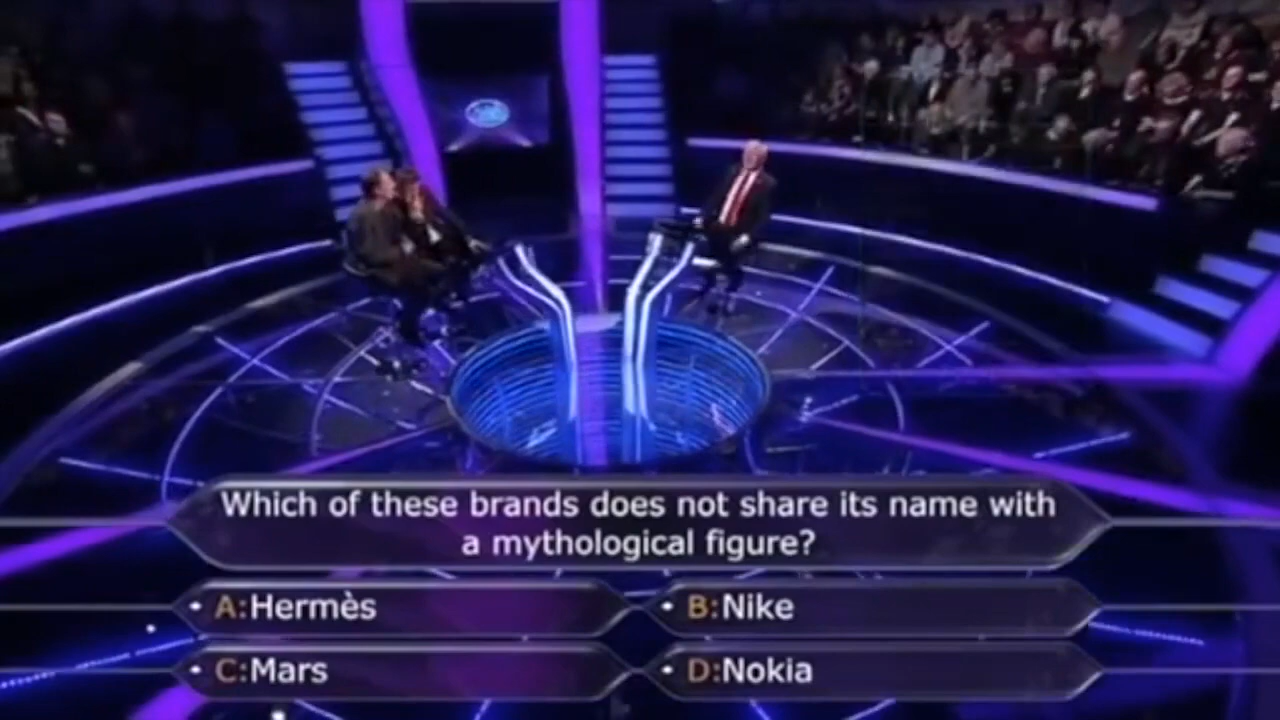 Which of these brands does not share its name with
a mythological figure?
A:Hermès
B:Nike
C:Mars
D:Nokia